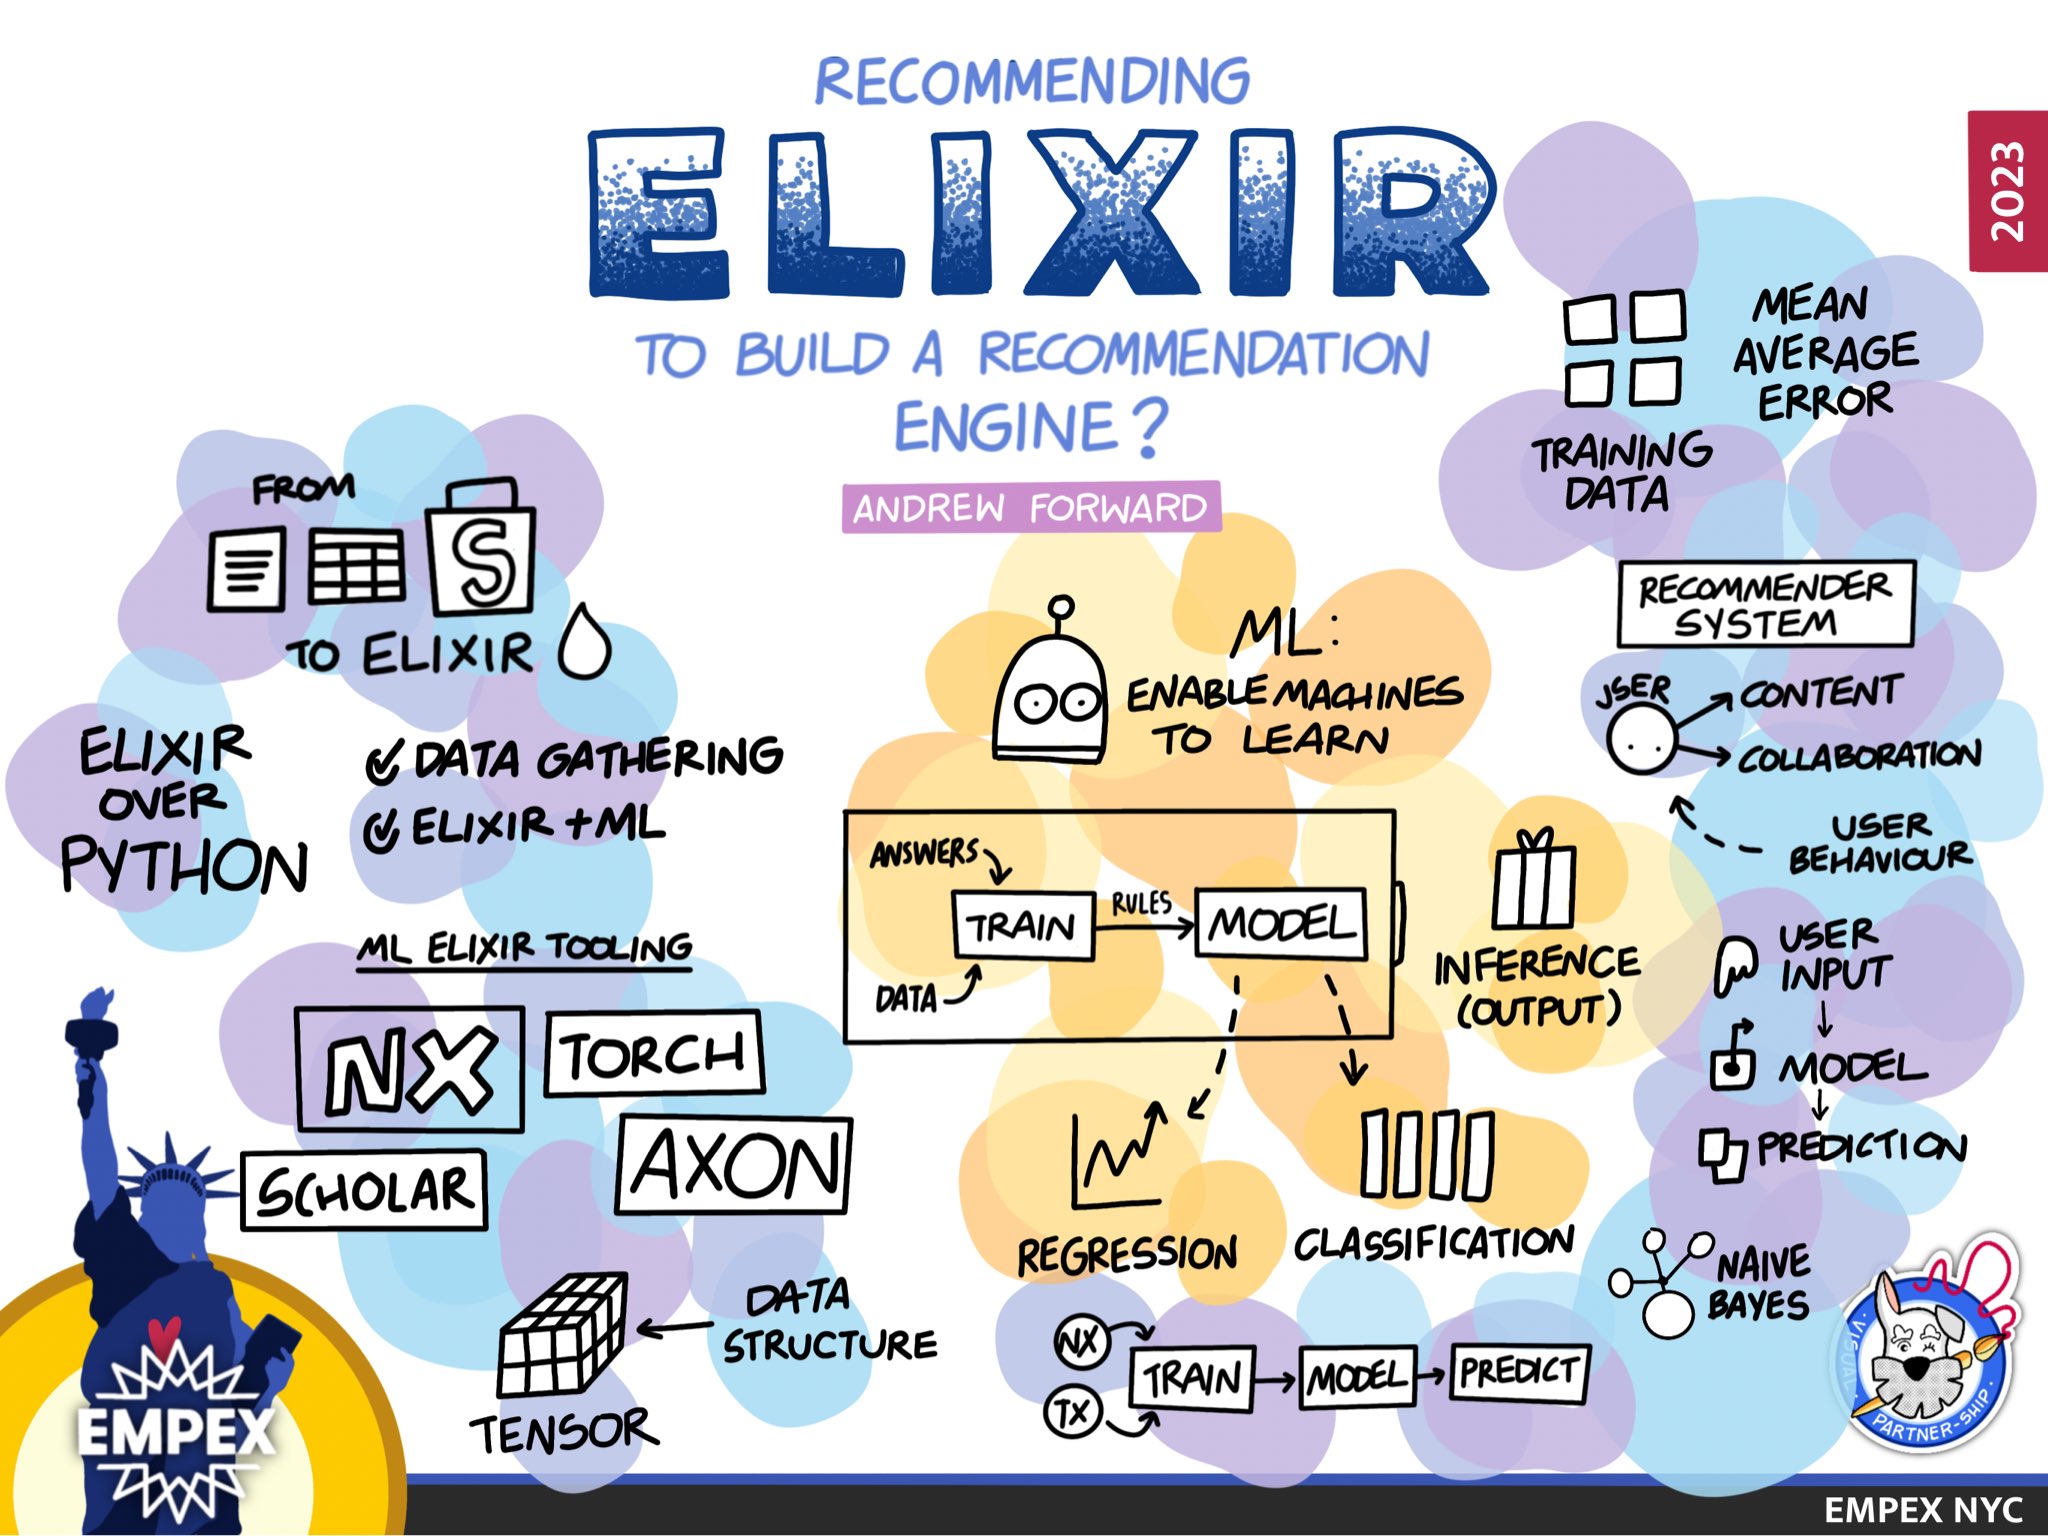 RECOMMENDING
ELIXIR
TO BUILD A RECOMMENDATION
ENGINE?
ANDREW FORWARD
2023
FROM
S
TO ELIXIR
ELIXIR
OVER
PYTHON
DATA GATHERING
ELIXIR + ML
ML ELIXIR TOOLING
NX
TORCH
SCHOLAR
AXON
DATA
STRUCTURE
TENSOR
ML:
ENABLE MACHINES
TO LEARN
ANSWERS
TRAIN
RULES
MODEL
DATA
INFERENCE
(OUTPUT)
REGRESSION
CLASSIFICATION
NX
TX
TRAIN
MODEL
PREDICT
MEAN
AVERAGE
ERROR
TRAINING
DATA
RECOMMENDER
SYSTEM
USER
CONTENT
COLLABORATION
USER
BEHAVIOUR
USER
INPUT
MODEL
PREDICTION
NAIVE
BAYES
VISUAL
PARTNER-SHIP
EMPEX
EMPEX NYC